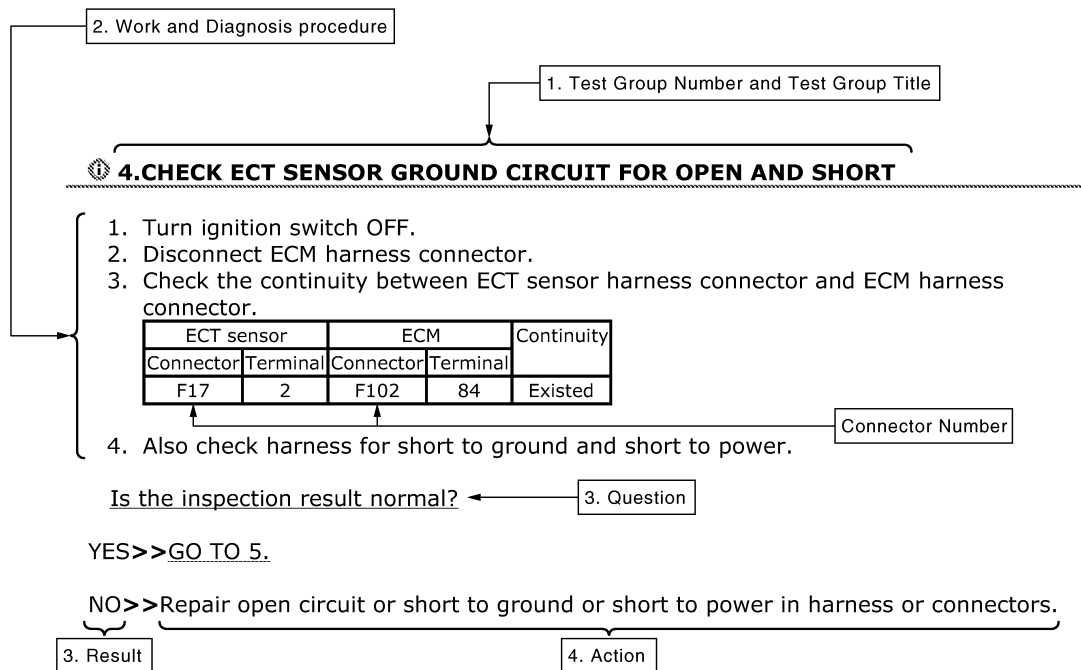 2. Work and Diagnosis procedure
1. Test Group Number and Test Group Title
4.CHECK ECT SENSOR GROUND CIRCUIT FOR OPEN AND SHORT
1. Turn ignition switch OFF.
2. Disconnect ECM harness connector.
3. Check the continuity between ECT sensor harness connector and ECM harness
connector.
ECT sensor ECM Continuity
Connector Terminal Connector Terminal
F17 2 F102 84 Existed
Connector Number
4. Also check harness for short to ground and short to power.
Is the inspection result normal?
3. Question
YES>>GO TO 5.
NO>>Repair open circuit or short to ground or short to power in harness or connectors.
3. Result
4. Action